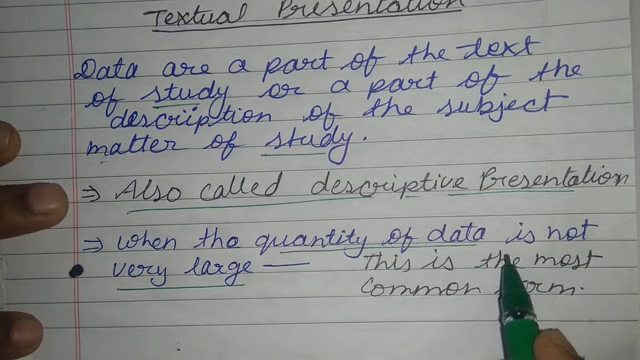 Textual Presentation
Data are a part of the text
of study or a part of the
description of the subject
matter of study.
⇒ Also called descriptive Presentation
⇒ when the quantity of data is not
very large — This is the most
common form.